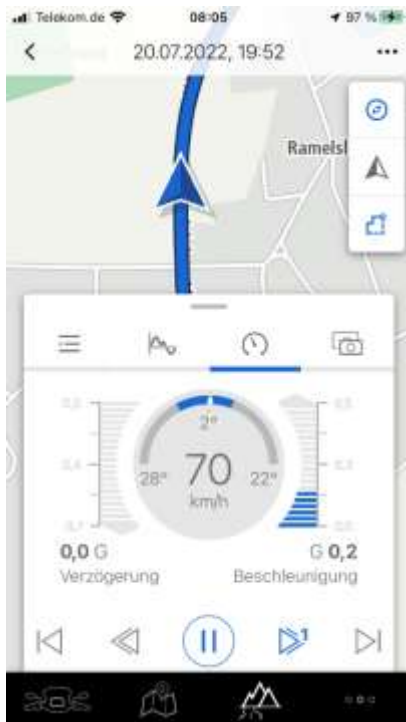 Telekom.de 08:05 97 %
20.07.2022, 19:52
Ramelsl
2°
28° 70 22°
km/h
0,0 G G 0,2
Verzögerung Beschleunigung
1